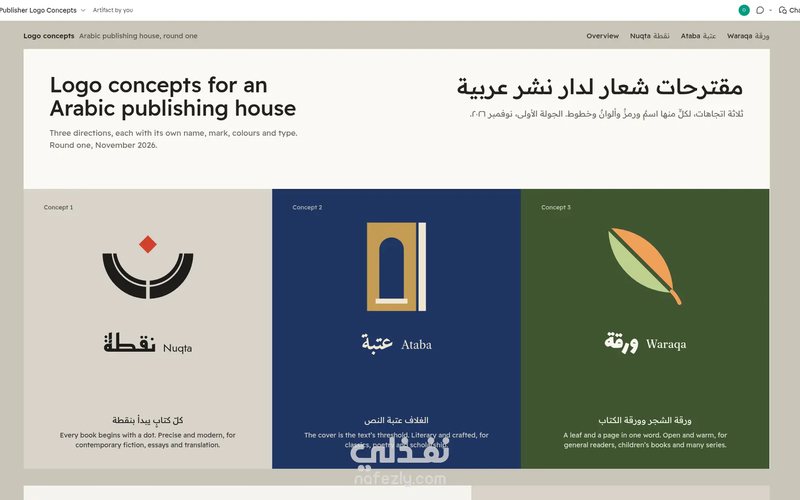 Publisher Logo Concepts
Artifact by you
Logo concepts Arabic publishing house, round one
Overview Nuqta نقطة Ataba عتبة Waraqa ورقة
Logo concepts for an
Arabic publishing house
Three directions, each with its own name, mark, colours and type.
Round one, November 2026.
مقترحات شعار لدار نشر عربية
ثلاثة اتجاهات، لكلٍّ منها اسمٌ ورمزٌ وألوانٌ وخطوط. الجولة الأولى، نوفمبر ٢٠٢٦.
Concept 1
نقطة Nuqta
كلّ كتابٍ يبدأ بنقطة
Every book begins with a dot. Precise and modern, for
contemporary fiction, essays and translation.
Concept 2
عتبة Ataba
الغلاف عتبة النص
The cover is the text's threshold. Literary and crafted, for
classics, poetry and scholarship.
Concept 3
ورقة Waraqa
ورقة الشجر وورقة الكتاب
A leaf and a page in one word. Open and warm, for
general readers, children's books and many series.
نفذلي
nafezly.com